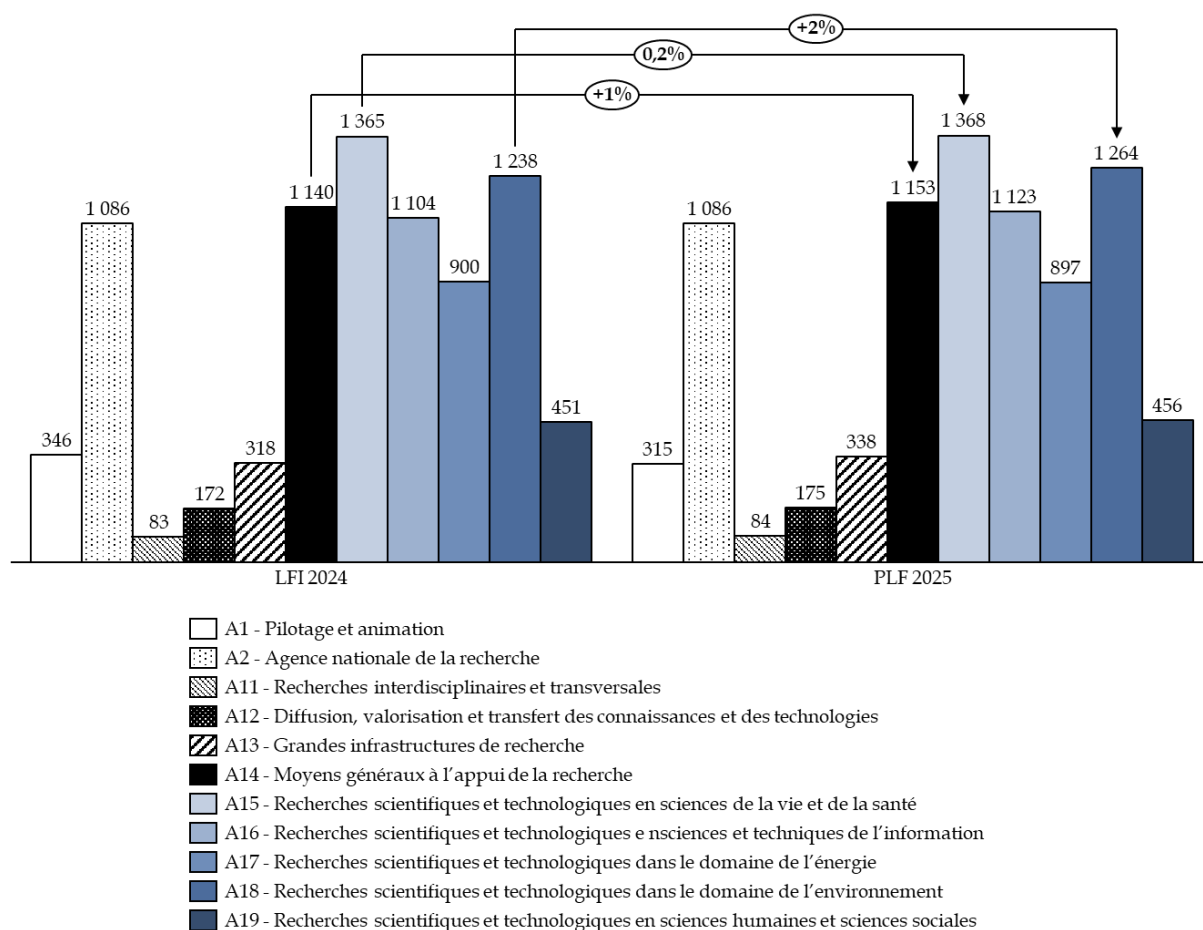 +2%
0,2%
+1%
1 365
1 368
1 238
1 264
1 140
1 153
1 104
1 123
1 086
1 086
900
897
451
456
346
318
315
338
172
175
83
84
LFI 2024
PLF 2025
A1 - Pilotage et animation
A2 - Agence nationale de la recherche
A11 - Recherches interdisciplinaires et transversales
A12 - Diffusion, valorisation et transfert des connaissances et des technologies
A13 - Grandes infrastructures de recherche
A14 - Moyens généraux à l'appui de la recherche
A15 - Recherches scientifiques et technologiques en sciences de la vie et de la santé
A16 - Recherches scientifiques et technologiques e nsciences et techniques de l'information
A17 - Recherches scientifiques et technologiques dans le domaine de l'énergie
A18 - Recherches scientifiques et technologiques dans le domaine de l'environnement
A19 - Recherches scientifiques et technologiques en sciences humaines et sciences sociales